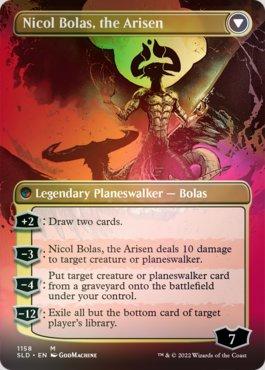 Nicol Bolas, the Arisen
Legendary Planeswalker — Bolas
+2: Draw two cards.
−3: Nicol Bolas, the Arisen deals 10 damage
to target creature or planeswalker.
−4: Put target creature or planeswalker card
from a graveyard onto the battlefield
under your control.
−12: Exile all but the bottom card of target
player's library.
7
1158 M
SLD • EN GodMachine
™ & © 2022 Wizards of the Coast